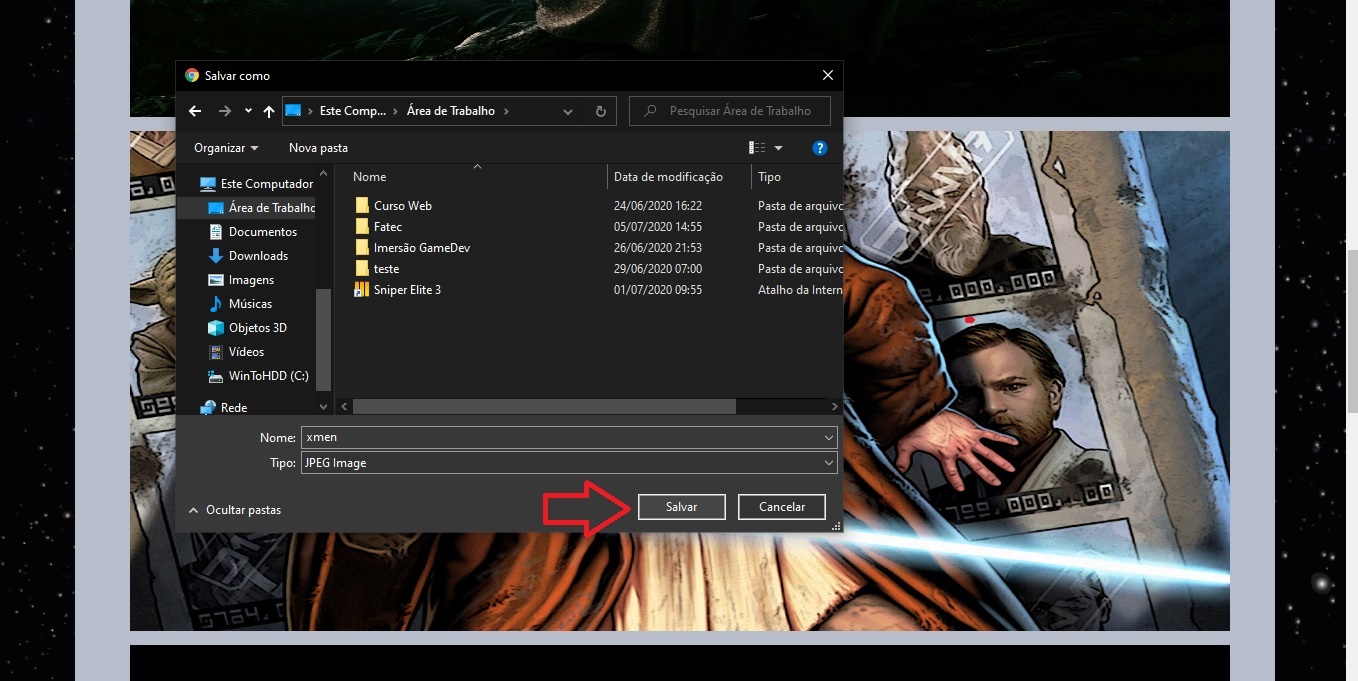 Salvar como
Este Comp... Área de Trabalho
Pesquisar Área de Trabalho
Organizar Nova pasta
?
Nome Data de modificação Tipo
Este Computador
Área de Trabalho
Documentos
Downloads
Imagens
Músicas
Objetos 3D
Vídeos
WinToHDD (C:)
Rede
Curso Web 24/06/2020 16:22 Pasta de arquivo
Fatec 05/07/2020 14:55 Pasta de arquivo
Imersão GameDev 26/06/2020 21:53 Pasta de arquivo
teste 29/06/2020 07:00 Pasta de arquivo
Sniper Elite 3 01/07/2020 09:55 Atalho da Intern
Nome: xmen
Tipo: JPEG Image
Ocultar pastas
Salvar Cancelar